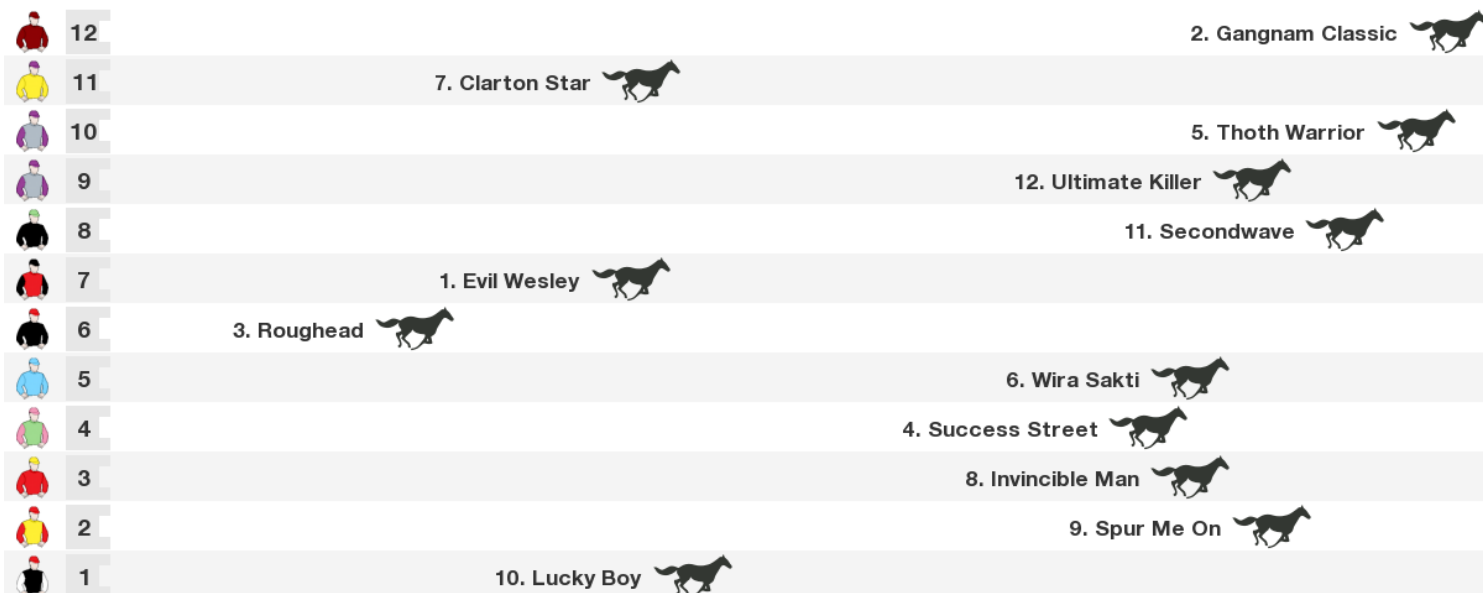 12 2. Gangnam Classic
11 7. Clarton Star
10 5. Thoth Warrior
9 12. Ultimate Killer
8 11. Secondwave
7 1. Evil Wesley
6 3. Roughead
5 6. Wira Sakti
4 4. Success Street
3 8. Invincible Man
2 9. Spur Me On
1 10. Lucky Boy